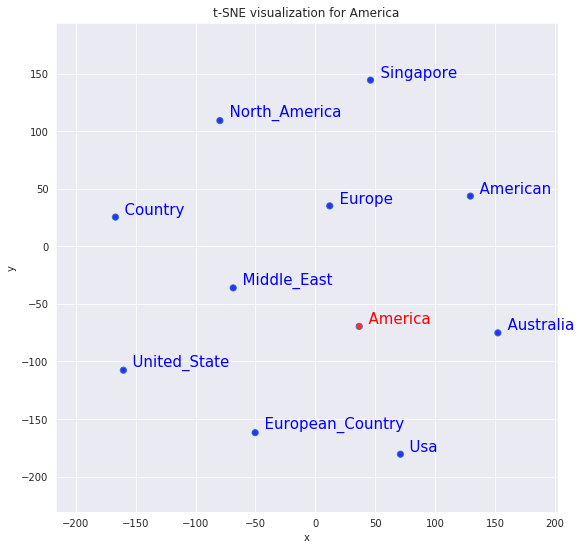 t-SNE visualization for America
150
100
50
0
−50
−100
−150
−200
y
Singapore
North_America
American
Europe
Country
Middle_East
America
Australia
United_State
European_Country
Usa
−200 −150 −100 −50 0 50 100 150 200
x